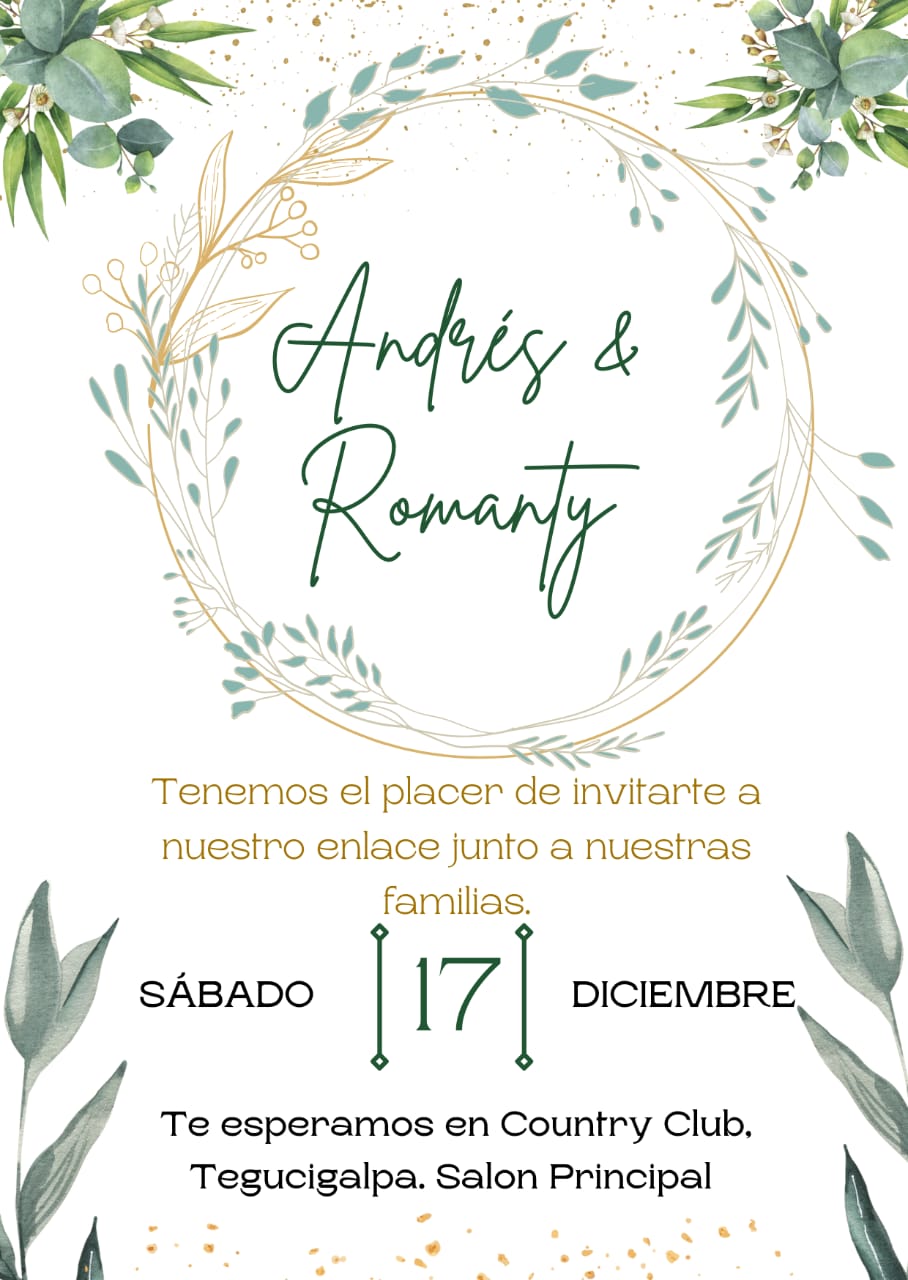 Andrés &
Romanty
Tenemos el placer de invitarte a
nuestro enlace junto a nuestras
familias.
SÁBADO 17 DICIEMBRE
Te esperamos en Country Club,
Tegucigalpa. Salon Principal